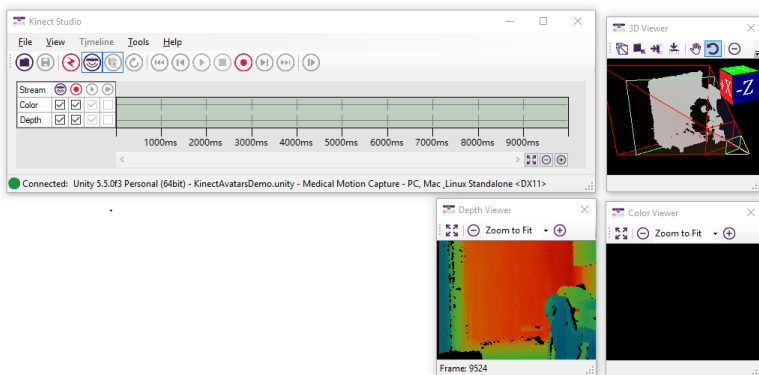 Kinect Studio
File View Timeline Tools Help
Stream
Color
Depth
1000ms 2000ms 3000ms 4000ms 5000ms 6000ms 7000ms 8000ms 9000ms
Connected: Unity 5.5.0f3 Personal (64bit) - KinectAvatarsDemo.unity - Medical Motion Capture - PC, Mac ,Linux Standalone <DX11>
3D Viewer
-Z
Depth Viewer
Zoom to Fit
Frame: 9524
Color Viewer
Zoom to Fit